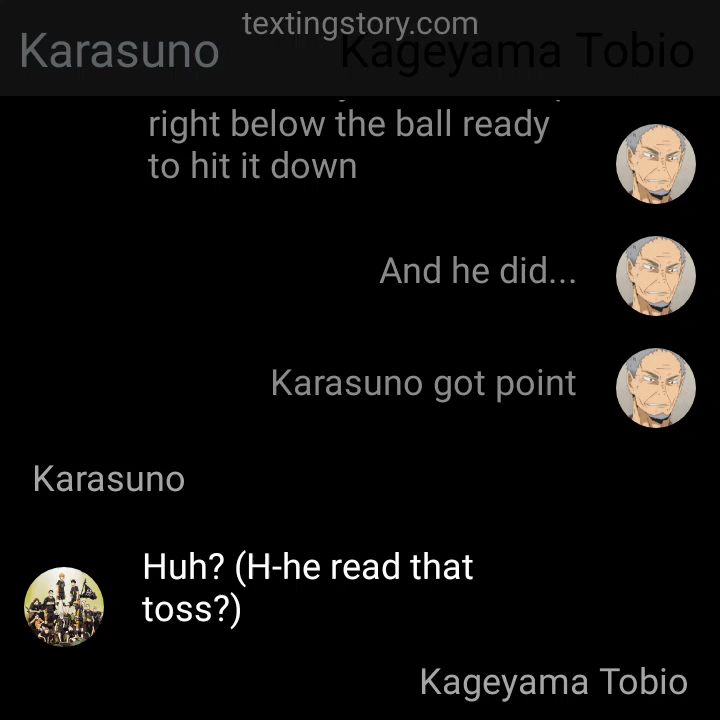 textingstory.com
Karasuno
Kageyama Tobio
right below the ball ready
to hit it down
And he did...
Karasuno got point
Karasuno
Huh? (H-he read that
toss?)
Kageyama Tobio